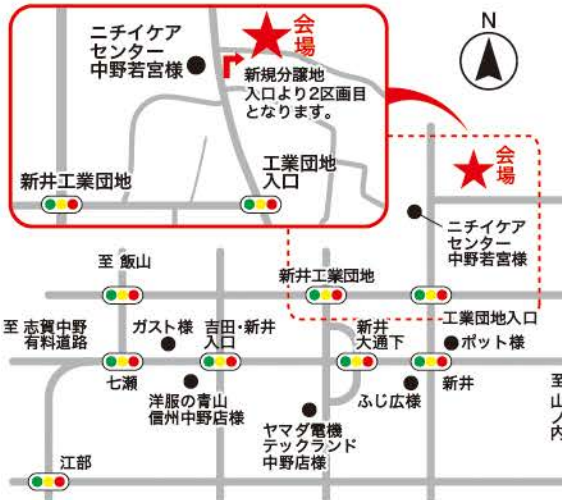 ニチイケア
センター
中野若宮様
会場
新規分譲地
入口より2区画目
となります。
新井工業団地
工業団地
入口
N
会場
ニチイケア
センター
中野若宮様
至 飯山
新井工業団地
工業団地入口
至 志賀中野
有料道路
ガスト様
吉田・新井
入口
新井
大通下
ポット様
七瀬
洋服の青山
信州中野店様
ふじ広様
新井
至
山ノ内
ヤマダ電機
テックランド
中野店様
江部